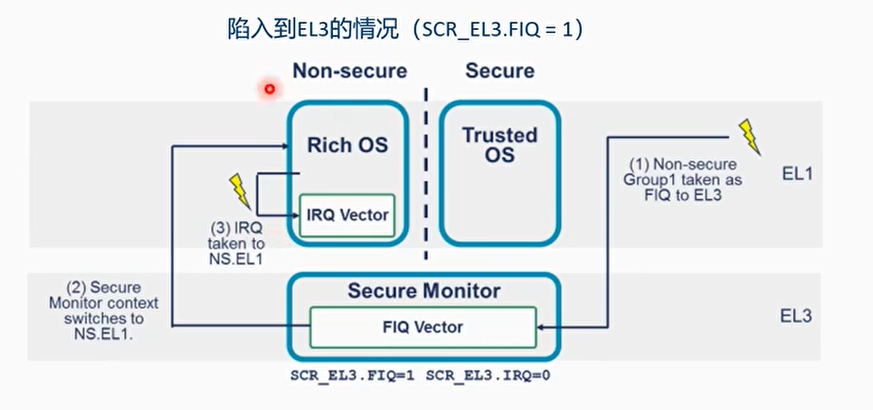 陷入到EL3的情况（SCR_EL3.FIQ = 1）
Non-secure
Secure
Rich OS
Trusted
OS
(1) Non-secure
Group1 taken as
FIQ to EL3
EL1
IRQ Vector
(3) IRQ
taken to
NS.EL1
(2) Secure
Monitor context
switches to
NS.EL1.
Secure Monitor
FIQ Vector
EL3
SCR_EL3.FIQ=1 SCR_EL3.IRQ=0